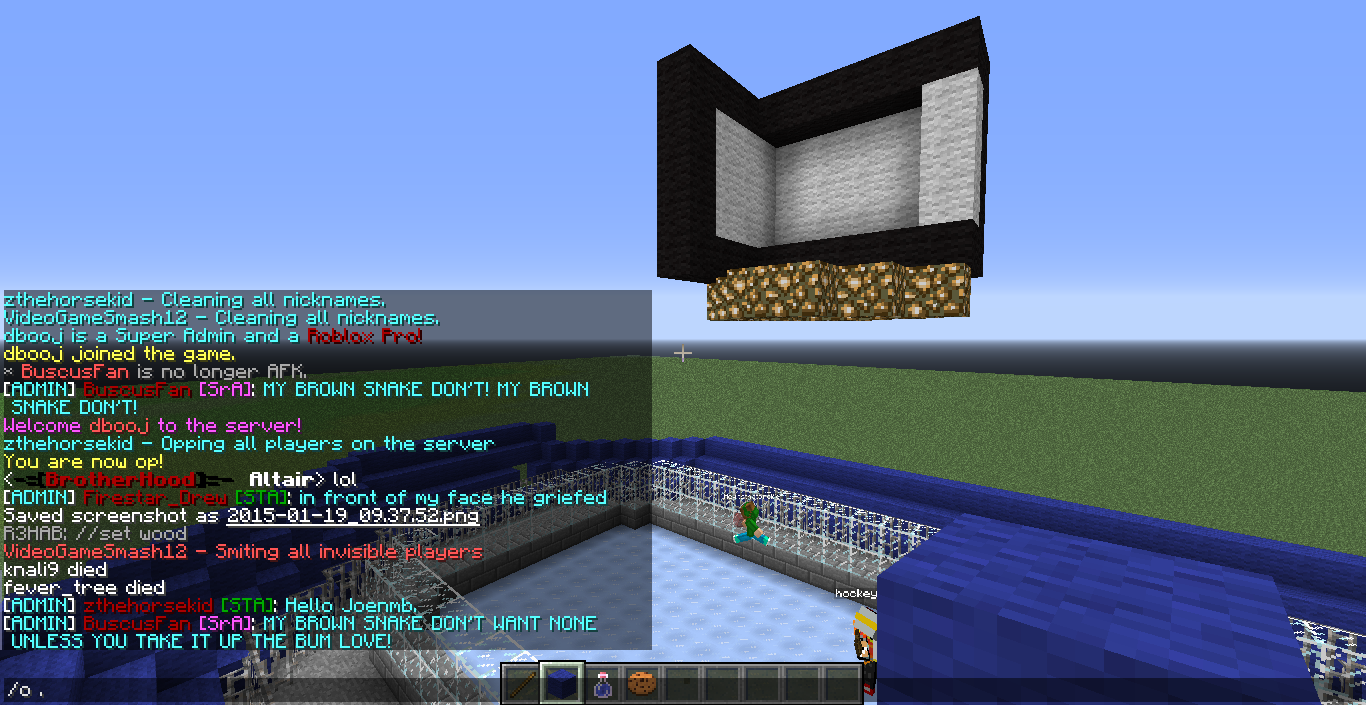 zthehorsekid - Cleaning all nicknames.
VideoGameSmash12 - Cleaning all nicknames.
dbooj is a Super Admin and a Roblox Pro!
dbooj joined the game.
* BuscusFan is no longer AFK.
[ADMIN] BuscusFan [SrA]: MY BROWN SNAKE DON'T! MY BROWN
SNAKE DON'T!
Welcome dbooj to the server!
zthehorsekid - Opping all players on the server
You are now op!
<-=[BrotherHood]=- Altair> lol
[ADMIN] Firestar_Drew [STA]: in front of my face he griefed
Saved screenshot as 2015-01-19_09.37.52.png
R3HAB: //set wood
VideoGameSmash12 - Smiting all invisible players
knali9 died
fever_tree died
[ADMIN] zthehorsekid [STA]: Hello Joenmb.
[ADMIN] BuscusFan [SrA]: MY BROWN SNAKE DON'T WANT NONE
UNLESS YOU TAKE IT UP THE BUM LOVE!
hockey
/o .